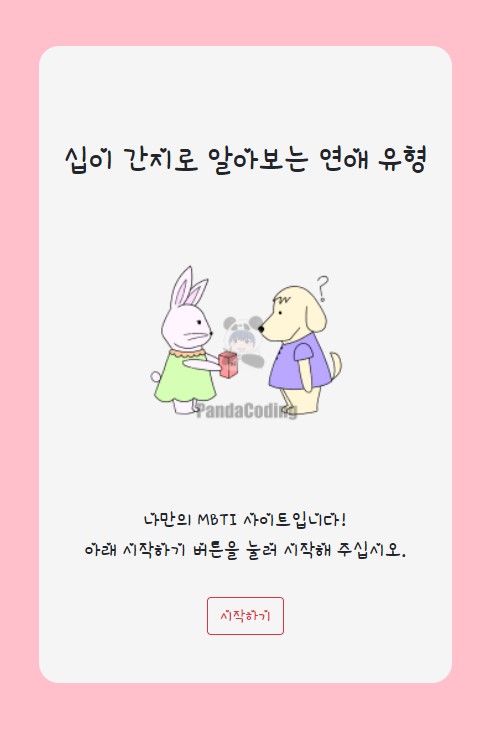 십이 간지로 알아보는 연애 유형
?
PandaCoding
나만의 MBTI 사이트입니다!
아래 시작하기 버튼을 눌러 시작해 주십시오.
시작하기